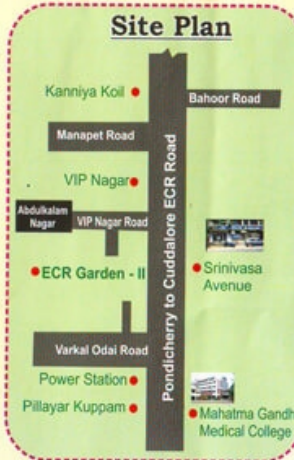 Site Plan
Kanniya Koil
Bahoor Road
Manapet Road
VIP Nagar
Abdulkalam
Nagar
VIP Nagar Road
Pondicherry to Cuddalore ECR Road
ECR Garden - II
Srinivasa
Avenue
Varkal Odai Road
Power Station
Pillayar Kuppam
Mahatma Gandh
Medical College